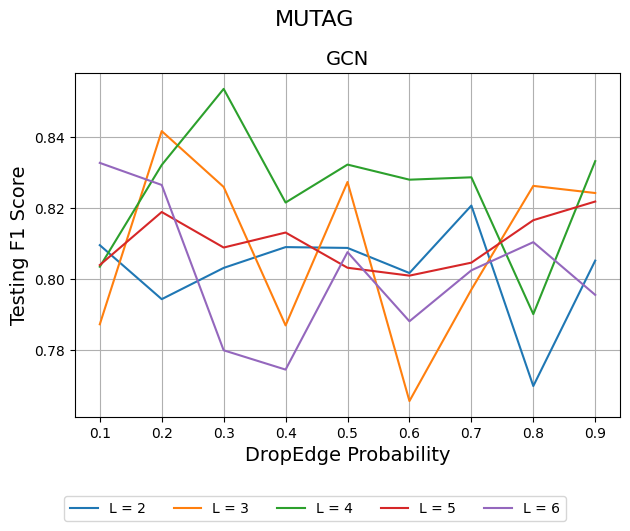 MUTAG
GCN
Testing F1 Score
0.84
0.82
0.80
0.78
0.1 0.2 0.3 0.4 0.5 0.6 0.7 0.8 0.9
DropEdge Probability
L = 2 L = 3 L = 4 L = 5 L = 6